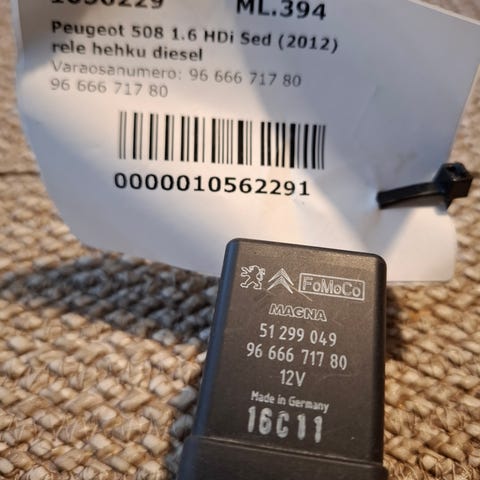 ML.394
Peugeot 508 1.6 HDi Sed (2012)
rele hehku diesel
Varaosanumero: 96 666 717 80
96 666 717 80
0000010562291
FoMoCo
MAGNA
51 299 049
96 666 717 80
12V
Made in Germany
16C11